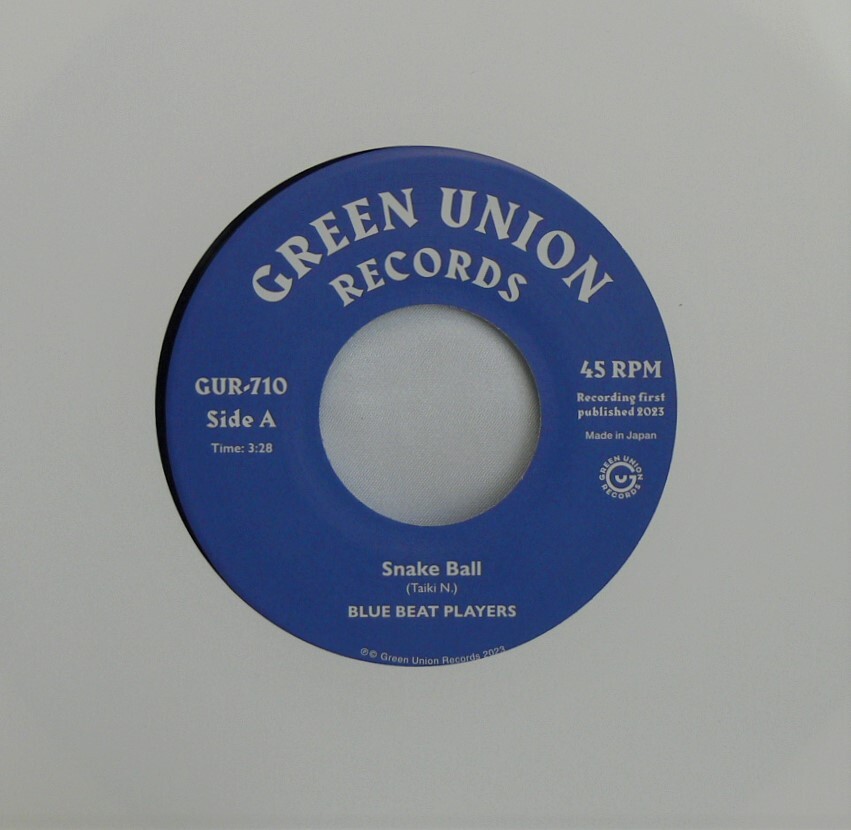 GREEN UNION
RECORDS
GUR-710
Side A
Time: 3:28
45 RPM
Recording first
published 2023
Made in Japan
GREEN UNION
RECORDS
Snake Ball
(Taiki N.)
BLUE BEAT PLAYERS
℗© Green Union Records 2023